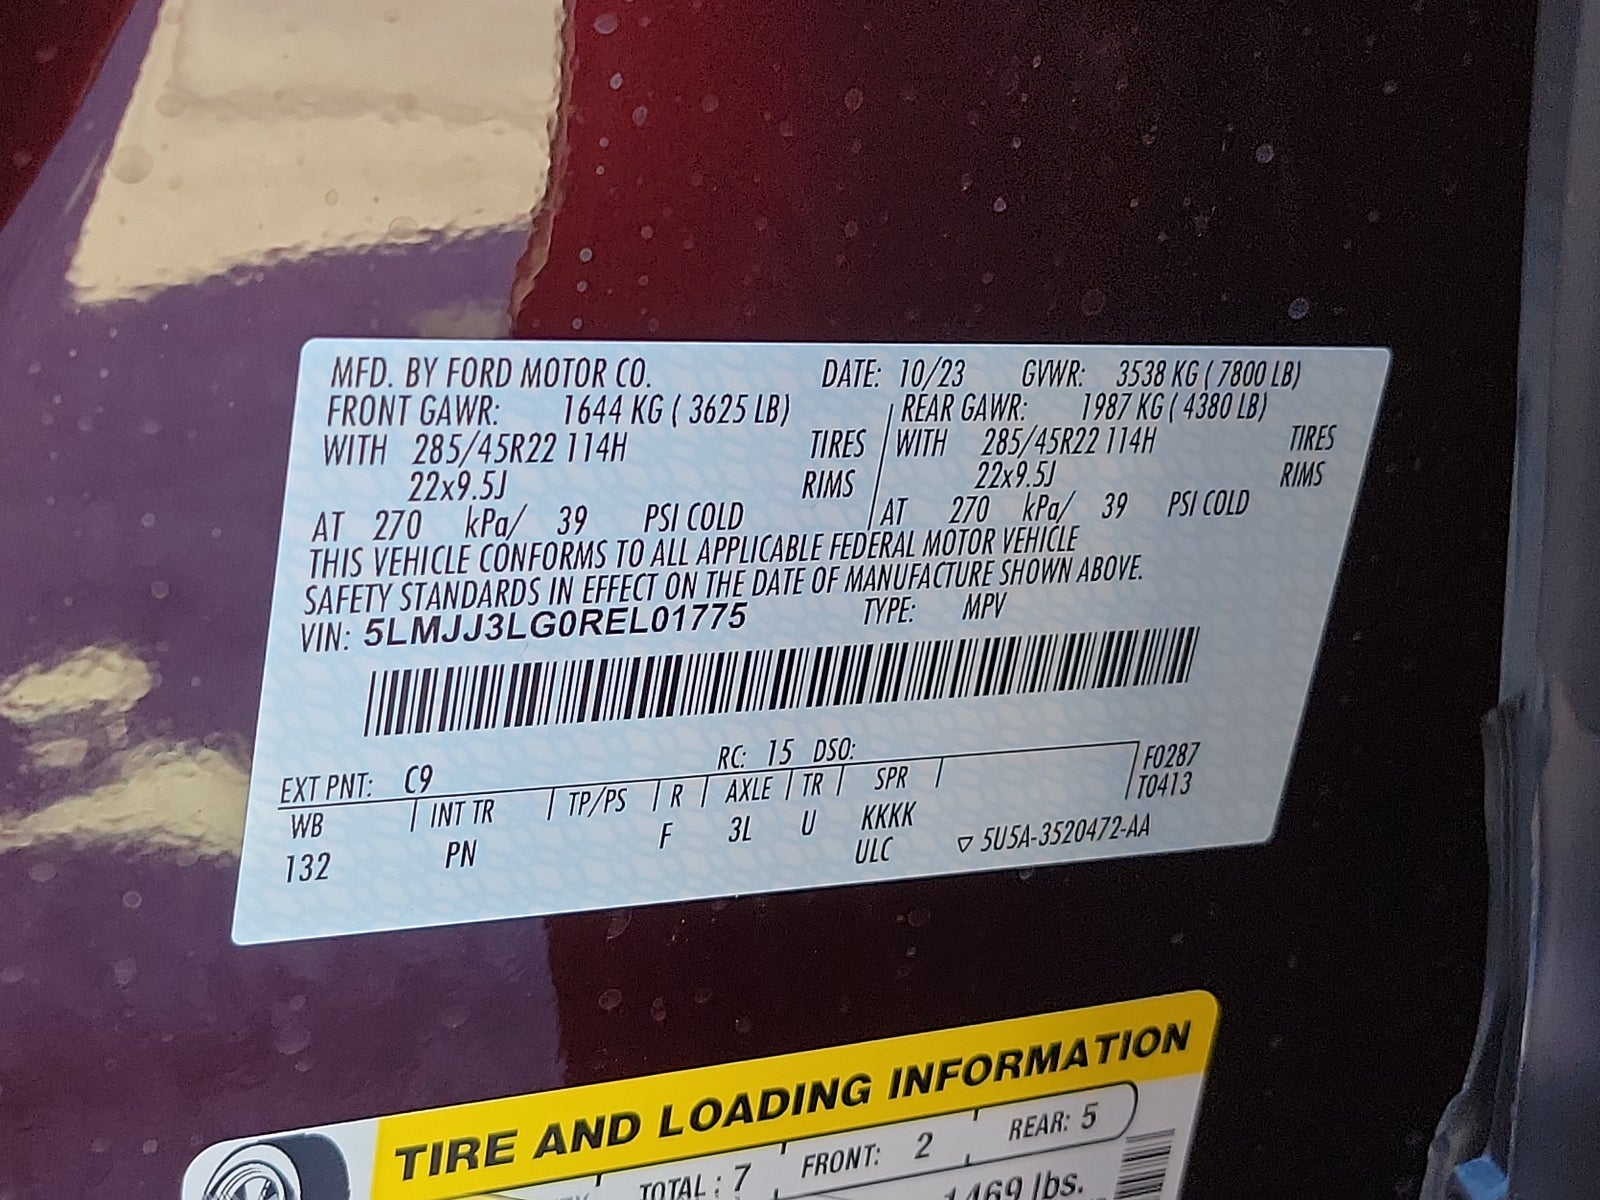 MFD. BY FORD MOTOR CO. DATE: 10/23 GVWR: 3538 KG ( 7800 LB)
FRONT GAWR: 1644 KG ( 3625 LB) REAR GAWR: 1987 KG ( 4380 LB)
WITH 285/45R22 114H TIRES WITH 285/45R22 114H TIRES
22x9.5J RIMS 22x9.5J RIMS
AT 270 kPa/ 39 PSI COLD AT 270 kPa/ 39 PSI COLD
THIS VEHICLE CONFORMS TO ALL APPLICABLE FEDERAL MOTOR VEHICLE
SAFETY STANDARDS IN EFFECT ON THE DATE OF MANUFACTURE SHOWN ABOVE.
VIN: 5LMJJ3LG0REL01775 TYPE: MPV
EXT PNT: C9 RC: 15 DSO: F0287
WB INT TR TP/PS R AXLE TR SPR T0413
132 PN F 3L U KKKK
ULC 5U5A-3520472-AA
TIRE AND LOADING INFORMATION
TOTAL : 7 FRONT: 2 REAR: 5
1469 lbs.